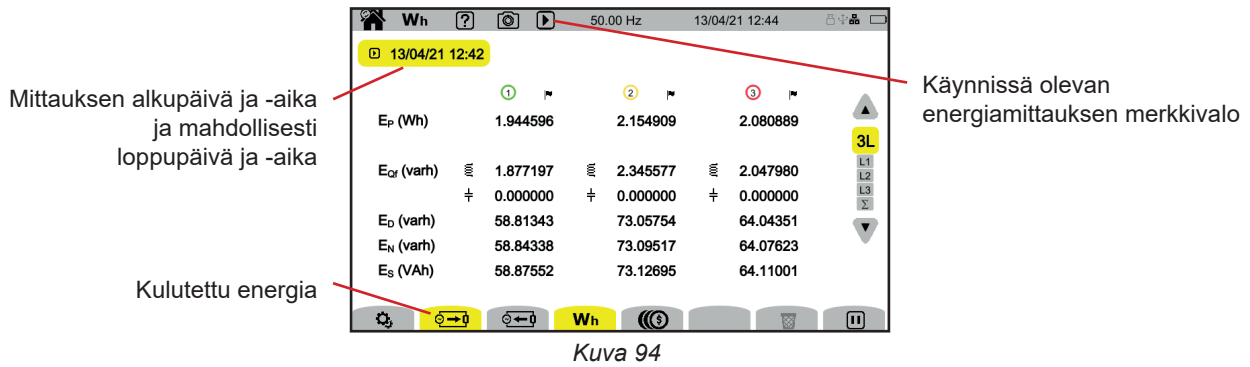 Wh ? 50.00 Hz 13/04/21 12:44
13/04/21 12:42
Mittauksen alkupäivä ja -aika
ja mahdollisesti
loppupäivä ja -aika
Käynnissä olevan
energiamittauksen merkkivalo
1 2 3
EP (Wh) 1.944596 2.154909 2.080889
3L
L1
L2
L3
Σ
EQf (varh) 1.877197 2.345577 2.047980
0.000000 0.000000 0.000000
ED (varh) 58.81343 73.05754 64.04351
EN (varh) 58.84338 73.09517 64.07623
ES (VAh) 58.87552 73.12695 64.11001
Kulutettu energia
Wh $
Kuva 94